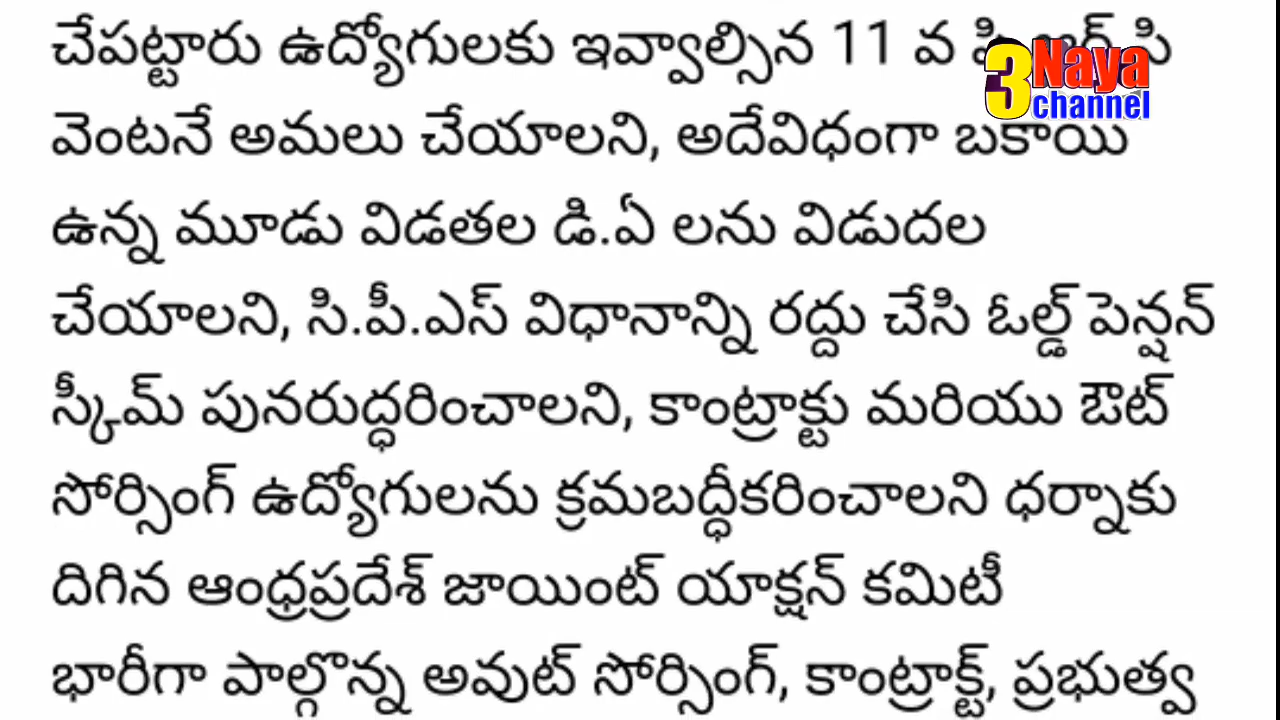 చేపట్టారు ఉద్యోగులకు ఇవ్వాల్సిన 11 వ పి.ఆర్.సి
వెంటనే అమలు చేయాలని, అదేవిధంగా బకాయి
ఉన్న మూడు విడతల డి.ఏ లను విడుదల
చేయాలని, సి.పీ.ఎస్ విధానాన్ని రద్దు చేసి ఓల్డ్ పెన్షన్
స్కీమ్ పునరుద్ధరించాలని, కాంట్రాక్టు మరియు ఔట్
సోర్సింగ్ ఉద్యోగులను క్రమబద్ధీకరించాలని ధర్నాకు
దిగిన ఆంధ్రప్రదేశ్ జాయింట్ యాక్షన్ కమిటీ
భారీగా పాల్గొన్న అవుట్ సోర్సింగ్, కాంట్రాక్ట్, ప్రభుత్వ
3 Naya
channel